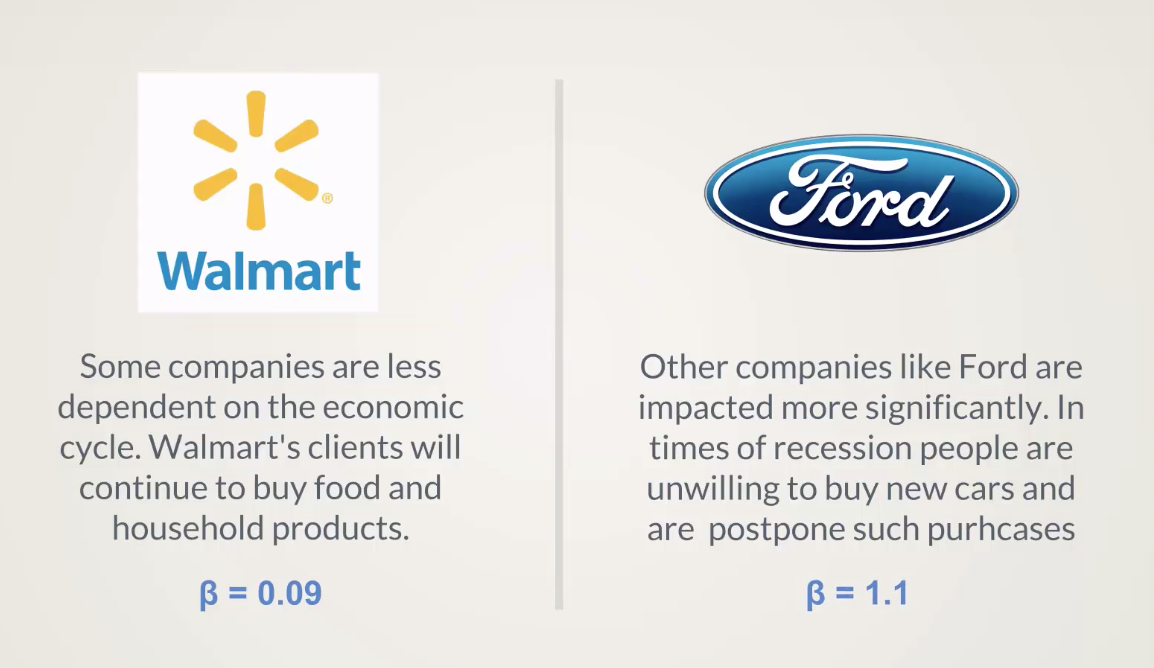 ®
Walmart
Some companies are less
dependent on the economic
cycle. Walmart's clients will
continue to buy food and
household products.
β = 0.09
Ford
Other companies like Ford are
impacted more significantly. In
times of recession people are
unwilling to buy new cars and
are  postpone such purhcases
β = 1.1